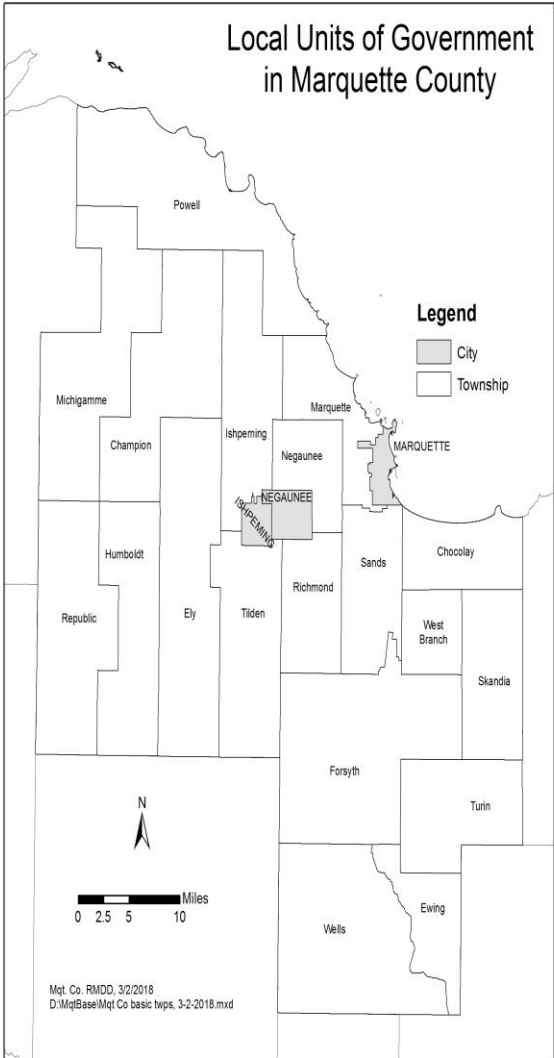 Local Units of Government
in Marquette County
Powell
Legend
City
Township
Michigamme
Marquette
Champion
Ishpeming
Negaunee
MARQUETTE
NEGAUNEE
ISHPEMING
Humboldt
Chocolay
Sands
Richmond
Republic
Ely
Tilden
West
Branch
Skandia
Forsyth
Turin
N
Miles
0 2.5 5 10
Ewing
Wells
Mqt. Co. RMDD, 3/2/2018
D:\MqtBase\Mqt Co basic twps, 3-2-2018.mxd